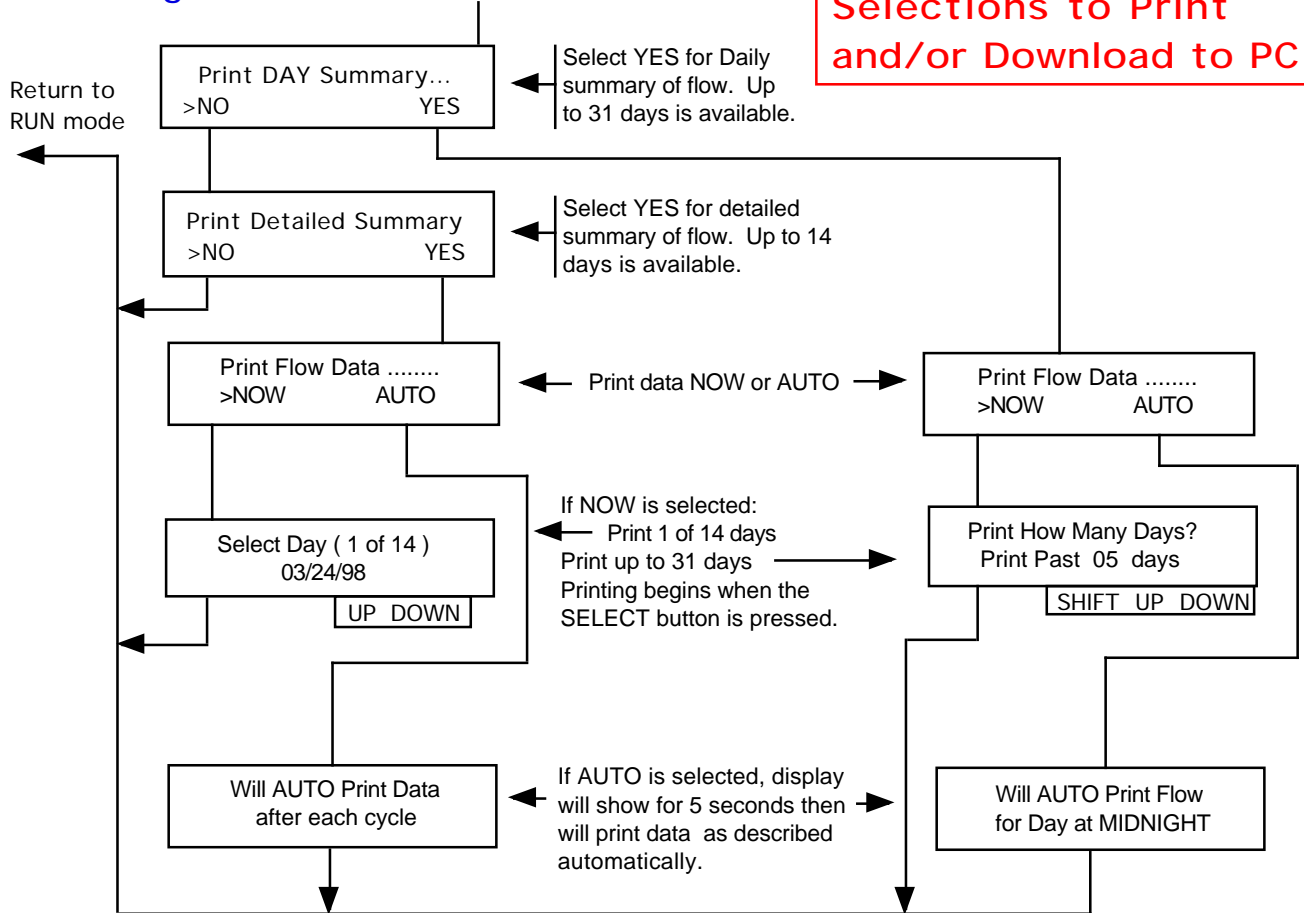 Selections to Print
and/or Download to PC
Return to
RUN mode
Print DAY Summary...
>NO YES
Select YES for Daily
summary of flow. Up
to 31 days is available.
Print Detailed Summary
>NO YES
Select YES for detailed
summary of flow. Up to 14
days is available.
Print Flow Data ........
>NOW AUTO
Print data NOW or AUTO
Print Flow Data ........
>NOW AUTO
Select Day ( 1 of 14 )
03/24/98
UP DOWN
If NOW is selected:
Print 1 of 14 days
Print up to 31 days
Printing begins when the
SELECT button is pressed.
Print How Many Days?
Print Past 05 days
SHIFT UP DOWN
Will AUTO Print Data
after each cycle
If AUTO is selected, display
will show for 5 seconds then
will print data as described
automatically.
Will AUTO Print Flow
for Day at MIDNIGHT